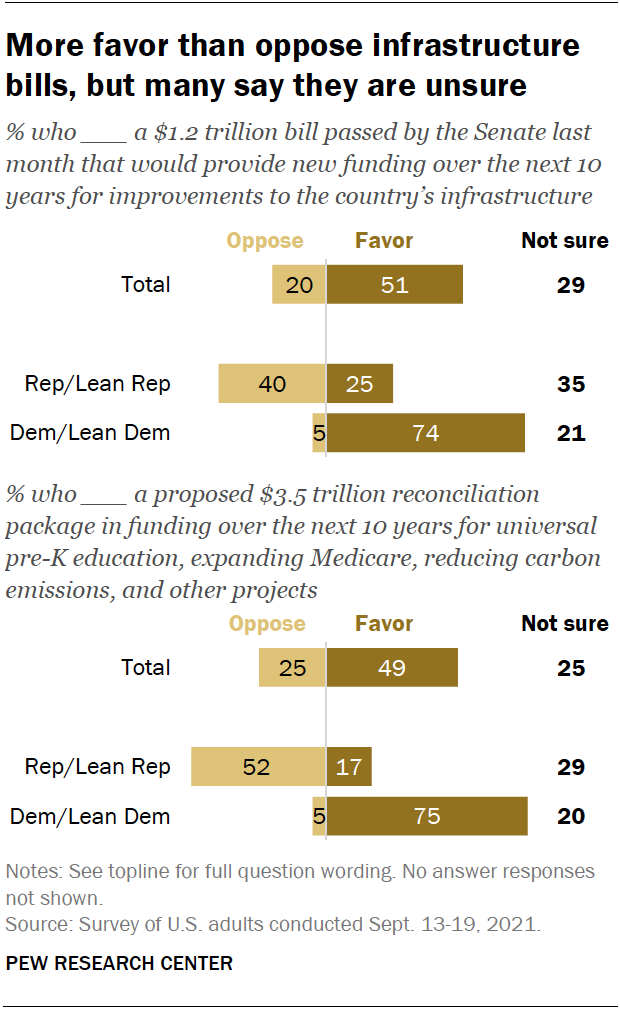 More favor than oppose infrastructure
bills, but many say they are unsure
% who ___ a $1.2 trillion bill passed by the Senate last
month that would provide new funding over the next 10
years for improvements to the country's infrastructure
Oppose Favor Not sure
Total 20 51 29
Rep/Lean Rep 40 25 35
Dem/Lean Dem 5 74 21
% who ___ a proposed $3.5 trillion reconciliation
package in funding over the next 10 years for universal
pre-K education, expanding Medicare, reducing carbon
emissions, and other projects
Oppose Favor Not sure
Total 25 49 25
Rep/Lean Rep 52 17 29
Dem/Lean Dem 5 75 20
Notes: See topline for full question wording. No answer responses
not shown.
Source: Survey of U.S. adults conducted Sept. 13-19, 2021.
PEW RESEARCH CENTER